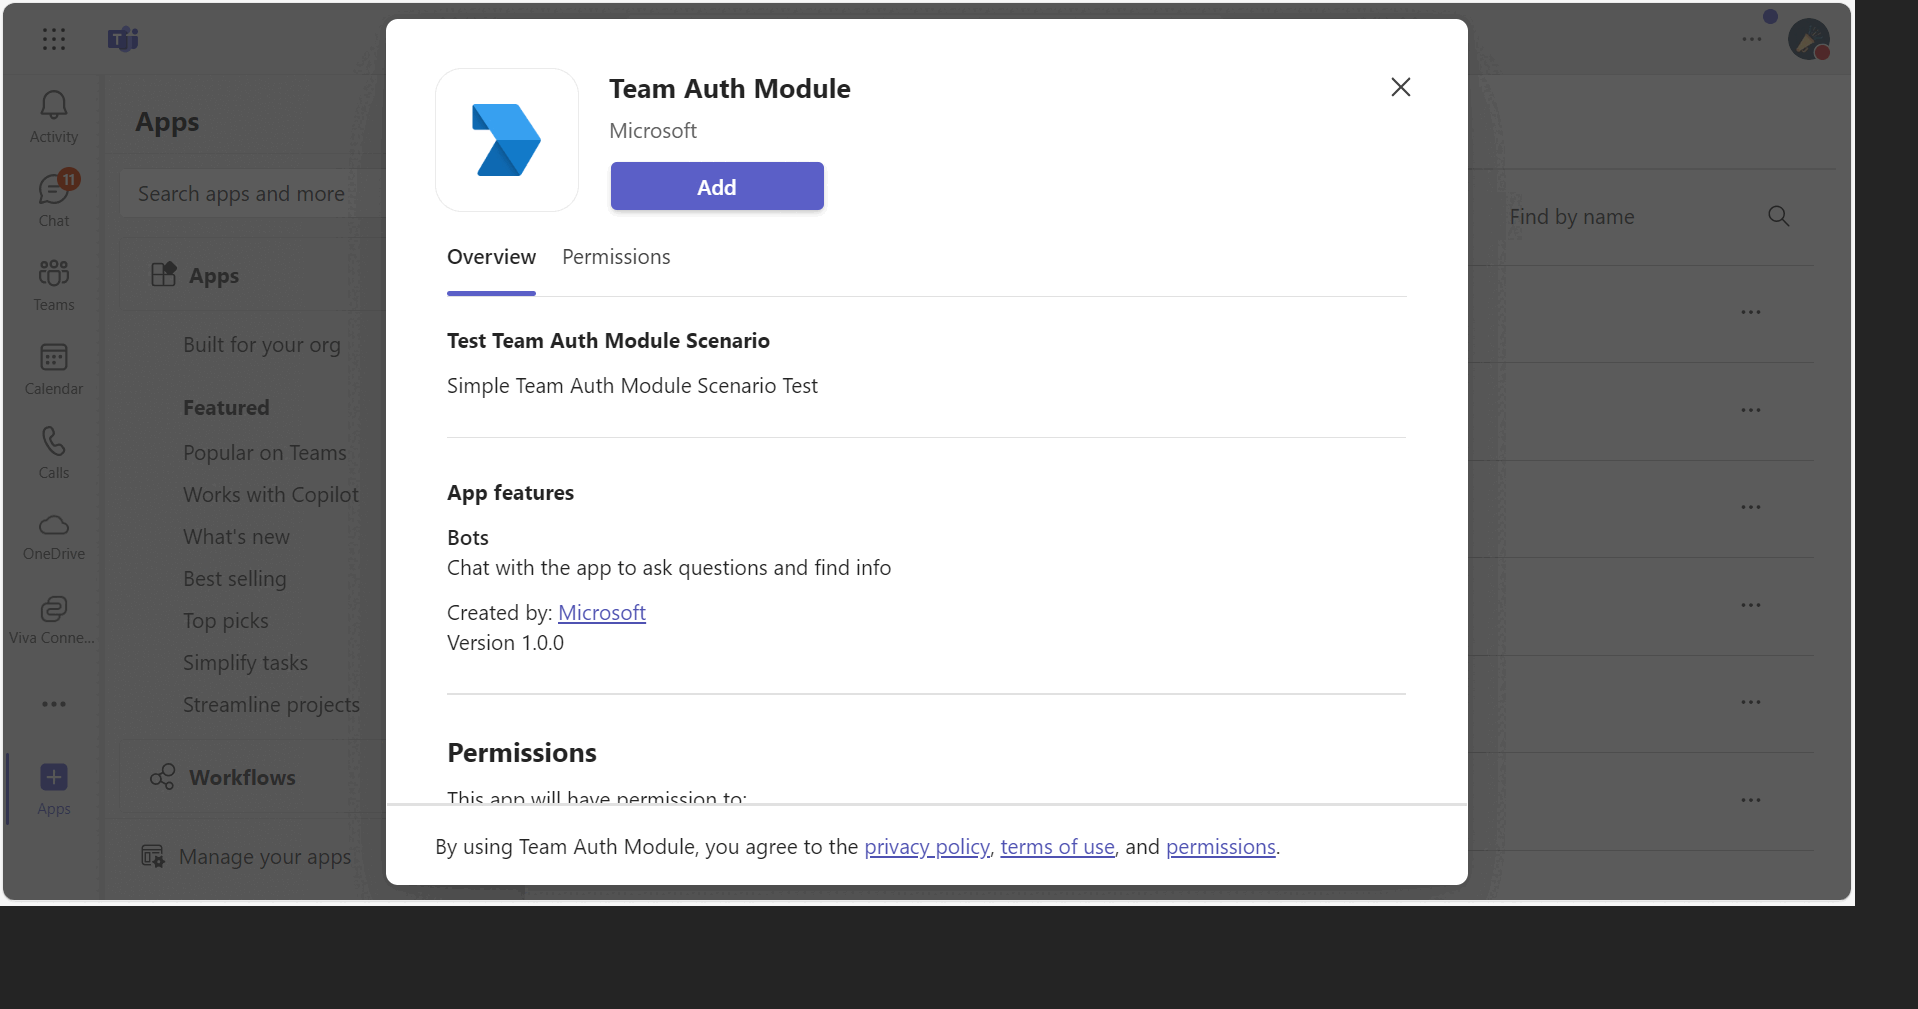 Activity
11
Chat
Teams
Calendar
Calls
OneDrive
Viva Conne...
Apps
Apps
Search apps and more
Apps
Built for your org
Featured
Popular on Teams
Works with Copilot
What's new
Best selling
Top picks
Simplify tasks
Streamline projects
Workflows
Manage your apps
Team Auth Module
Microsoft
Add
Overview
Permissions
Test Team Auth Module Scenario
Simple Team Auth Module Scenario Test
App features
Bots
Chat with the app to ask questions and find info
Created by: Microsoft
Version 1.0.0
Permissions
This app will have permission to:
By using Team Auth Module, you agree to the privacy policy, terms of use, and permissions.
Find by name